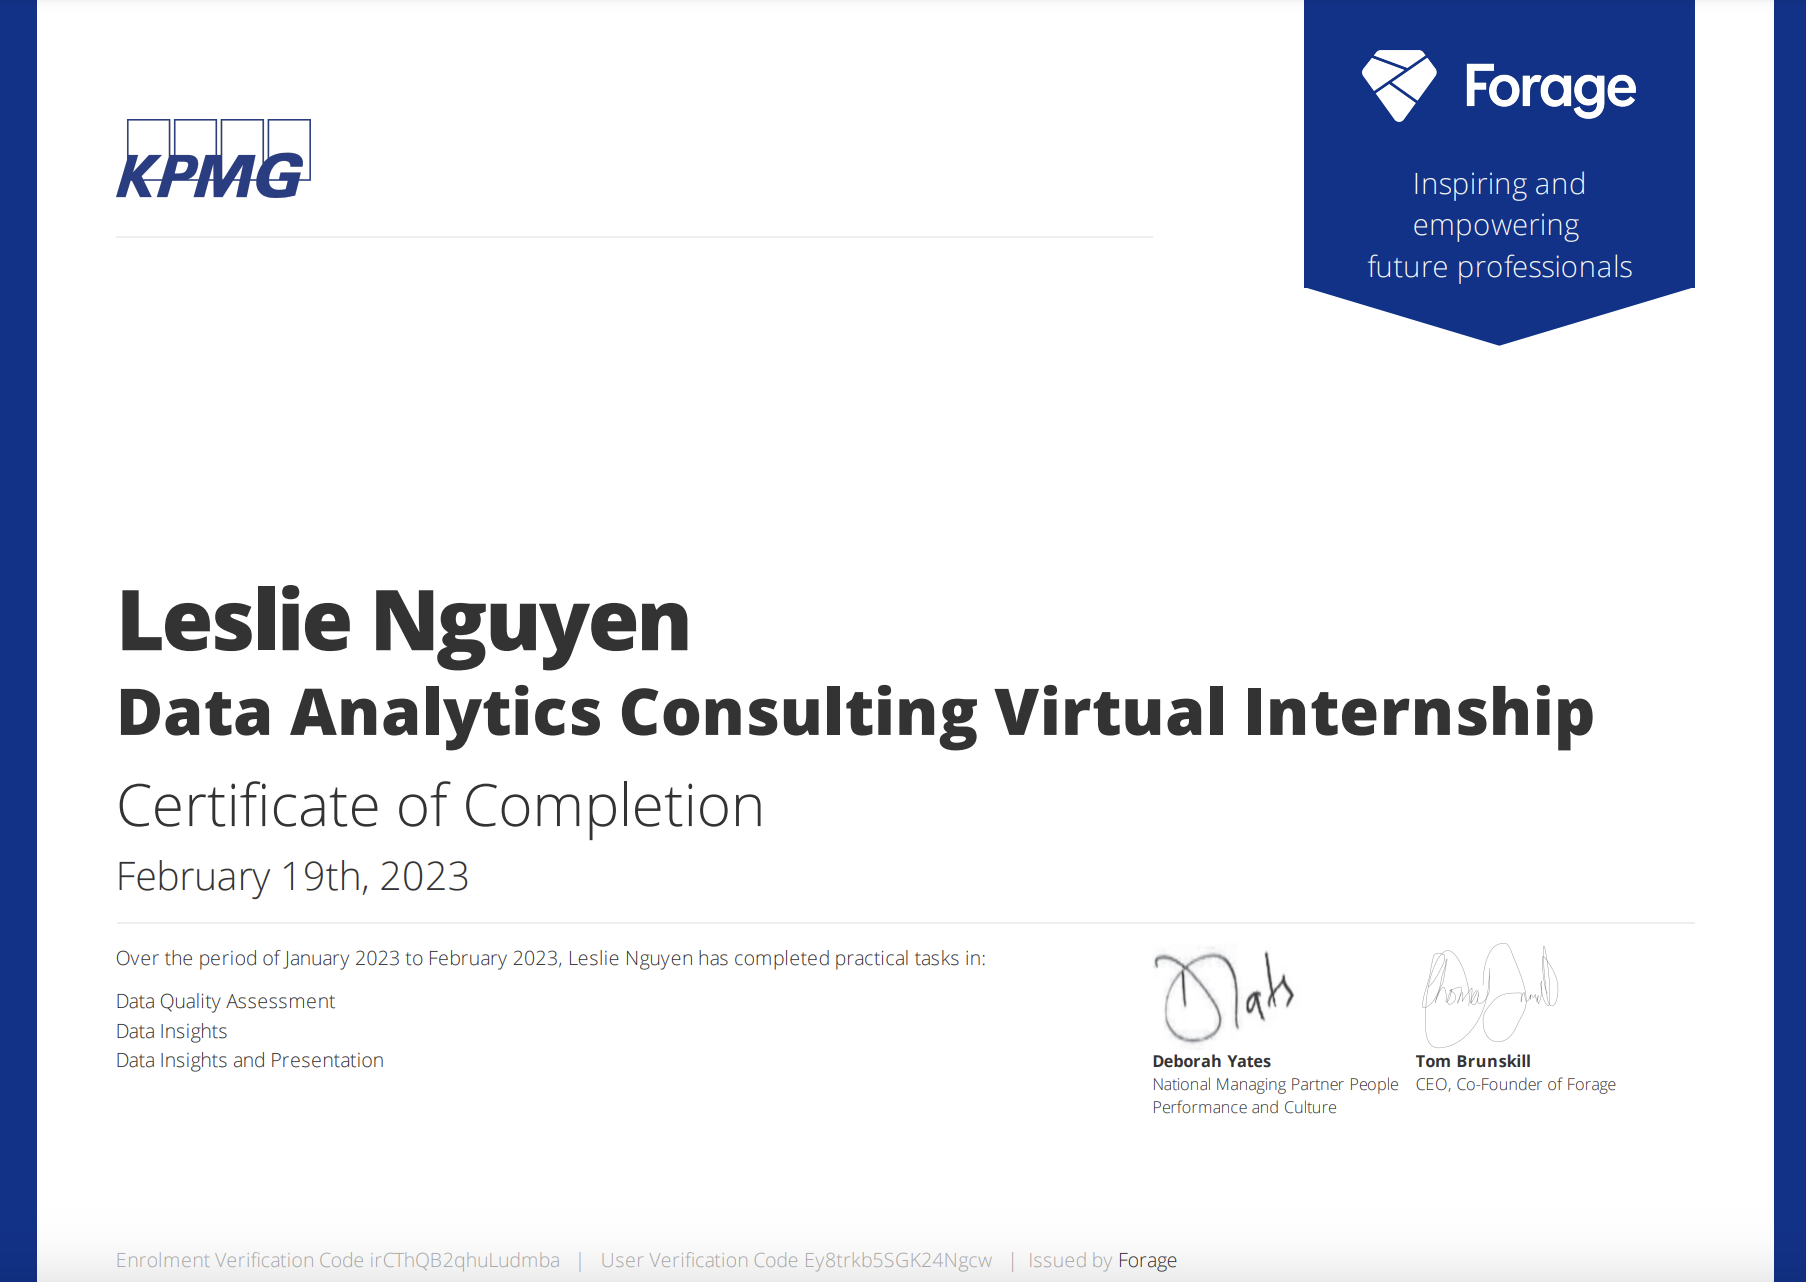 KPMG
Forage
Inspiring and
empowering
future professionals
Leslie Nguyen
Data Analytics Consulting Virtual Internship
Certificate of Completion
February 19th, 2023
Over the period of January 2023 to February 2023, Leslie Nguyen has completed practical tasks in:
Data Quality Assessment
Data Insights
Data Insights and Presentation
Deborah Yates
National Managing Partner People
Performance and Culture
Tom Brunskill
CEO, Co-Founder of Forage
Enrolment Verification Code irCThQB2qhuLudmba | User Verification Code Ey8trkb5SGK24Ngcw | Issued by Forage